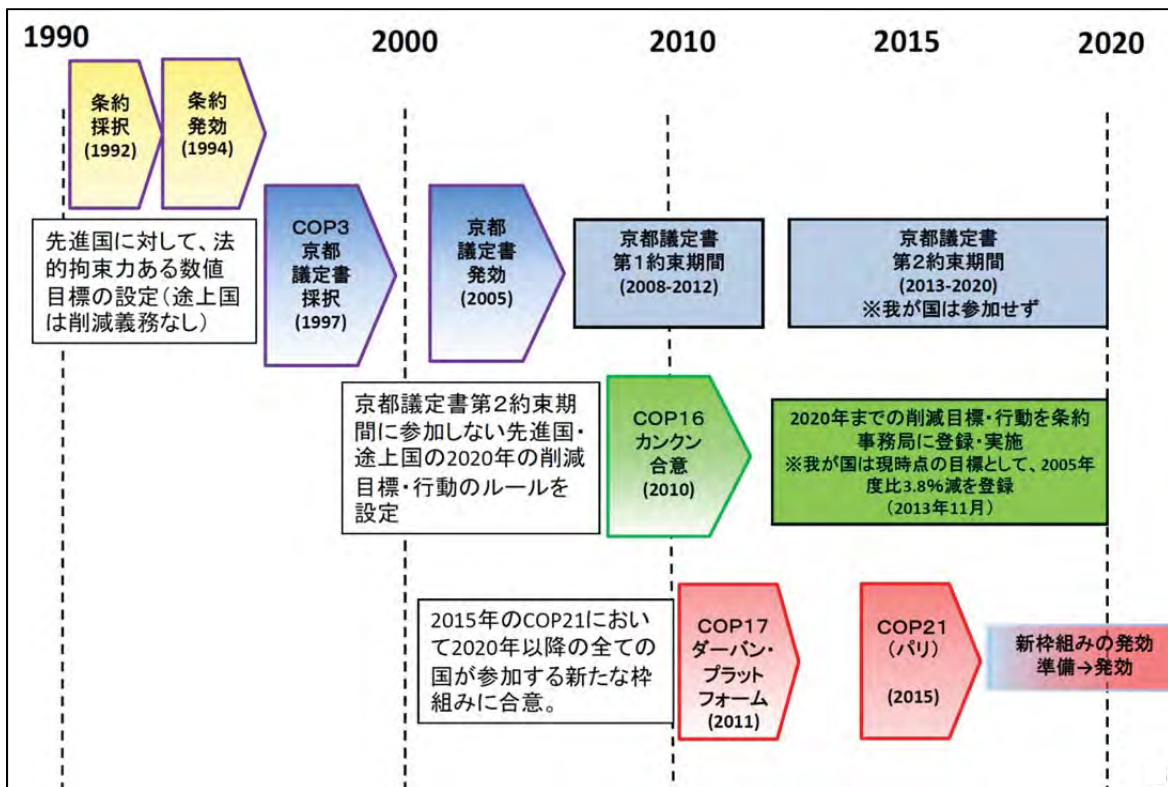 1990
2000
2010
2015
2020
条約
採択
(1992)
条約
発効
(1994)
先進国に対して、法
的拘束力ある数値
目標の設定(途上国
は削減義務なし)
COP3
京都
議定書
採択
(1997)
京都
議定書
発効
(2005)
京都議定書
第1約束期間
(2008-2012)
京都議定書
第2約束期間
(2013-2020)
※我が国は参加せず
京都議定書第2約束期
間に参加しない先進国・
途上国の2020年の削減
目標・行動のルールを
設定
COP16
カンクン
合意
(2010)
2020年までの削減目標・行動を条約
事務局に登録・実施
※我が国は現時点の目標として、2005年
度比3.8%減を登録
(2013年11月)
2015年のCOP21におい
て2020年以降の全ての
国が参加する新たな枠
組みに合意。
COP17
ダーバン・
プラット
フォーム
(2011)
COP21
(パリ)
(2015)
新枠組みの発効
準備→発効